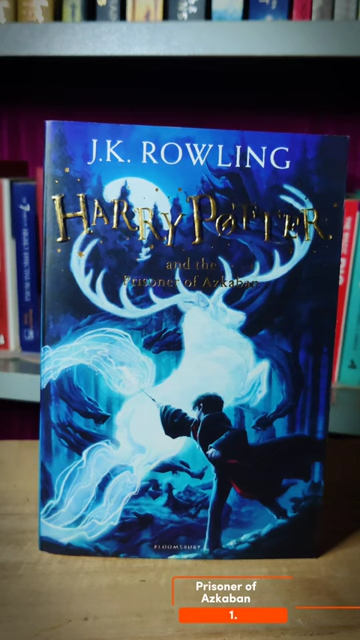 J.K. ROWLING
HARRY POTTER
and the
Prisoner of Azkaban
BLOOMSBURY
Prisoner of
Azkaban
1.